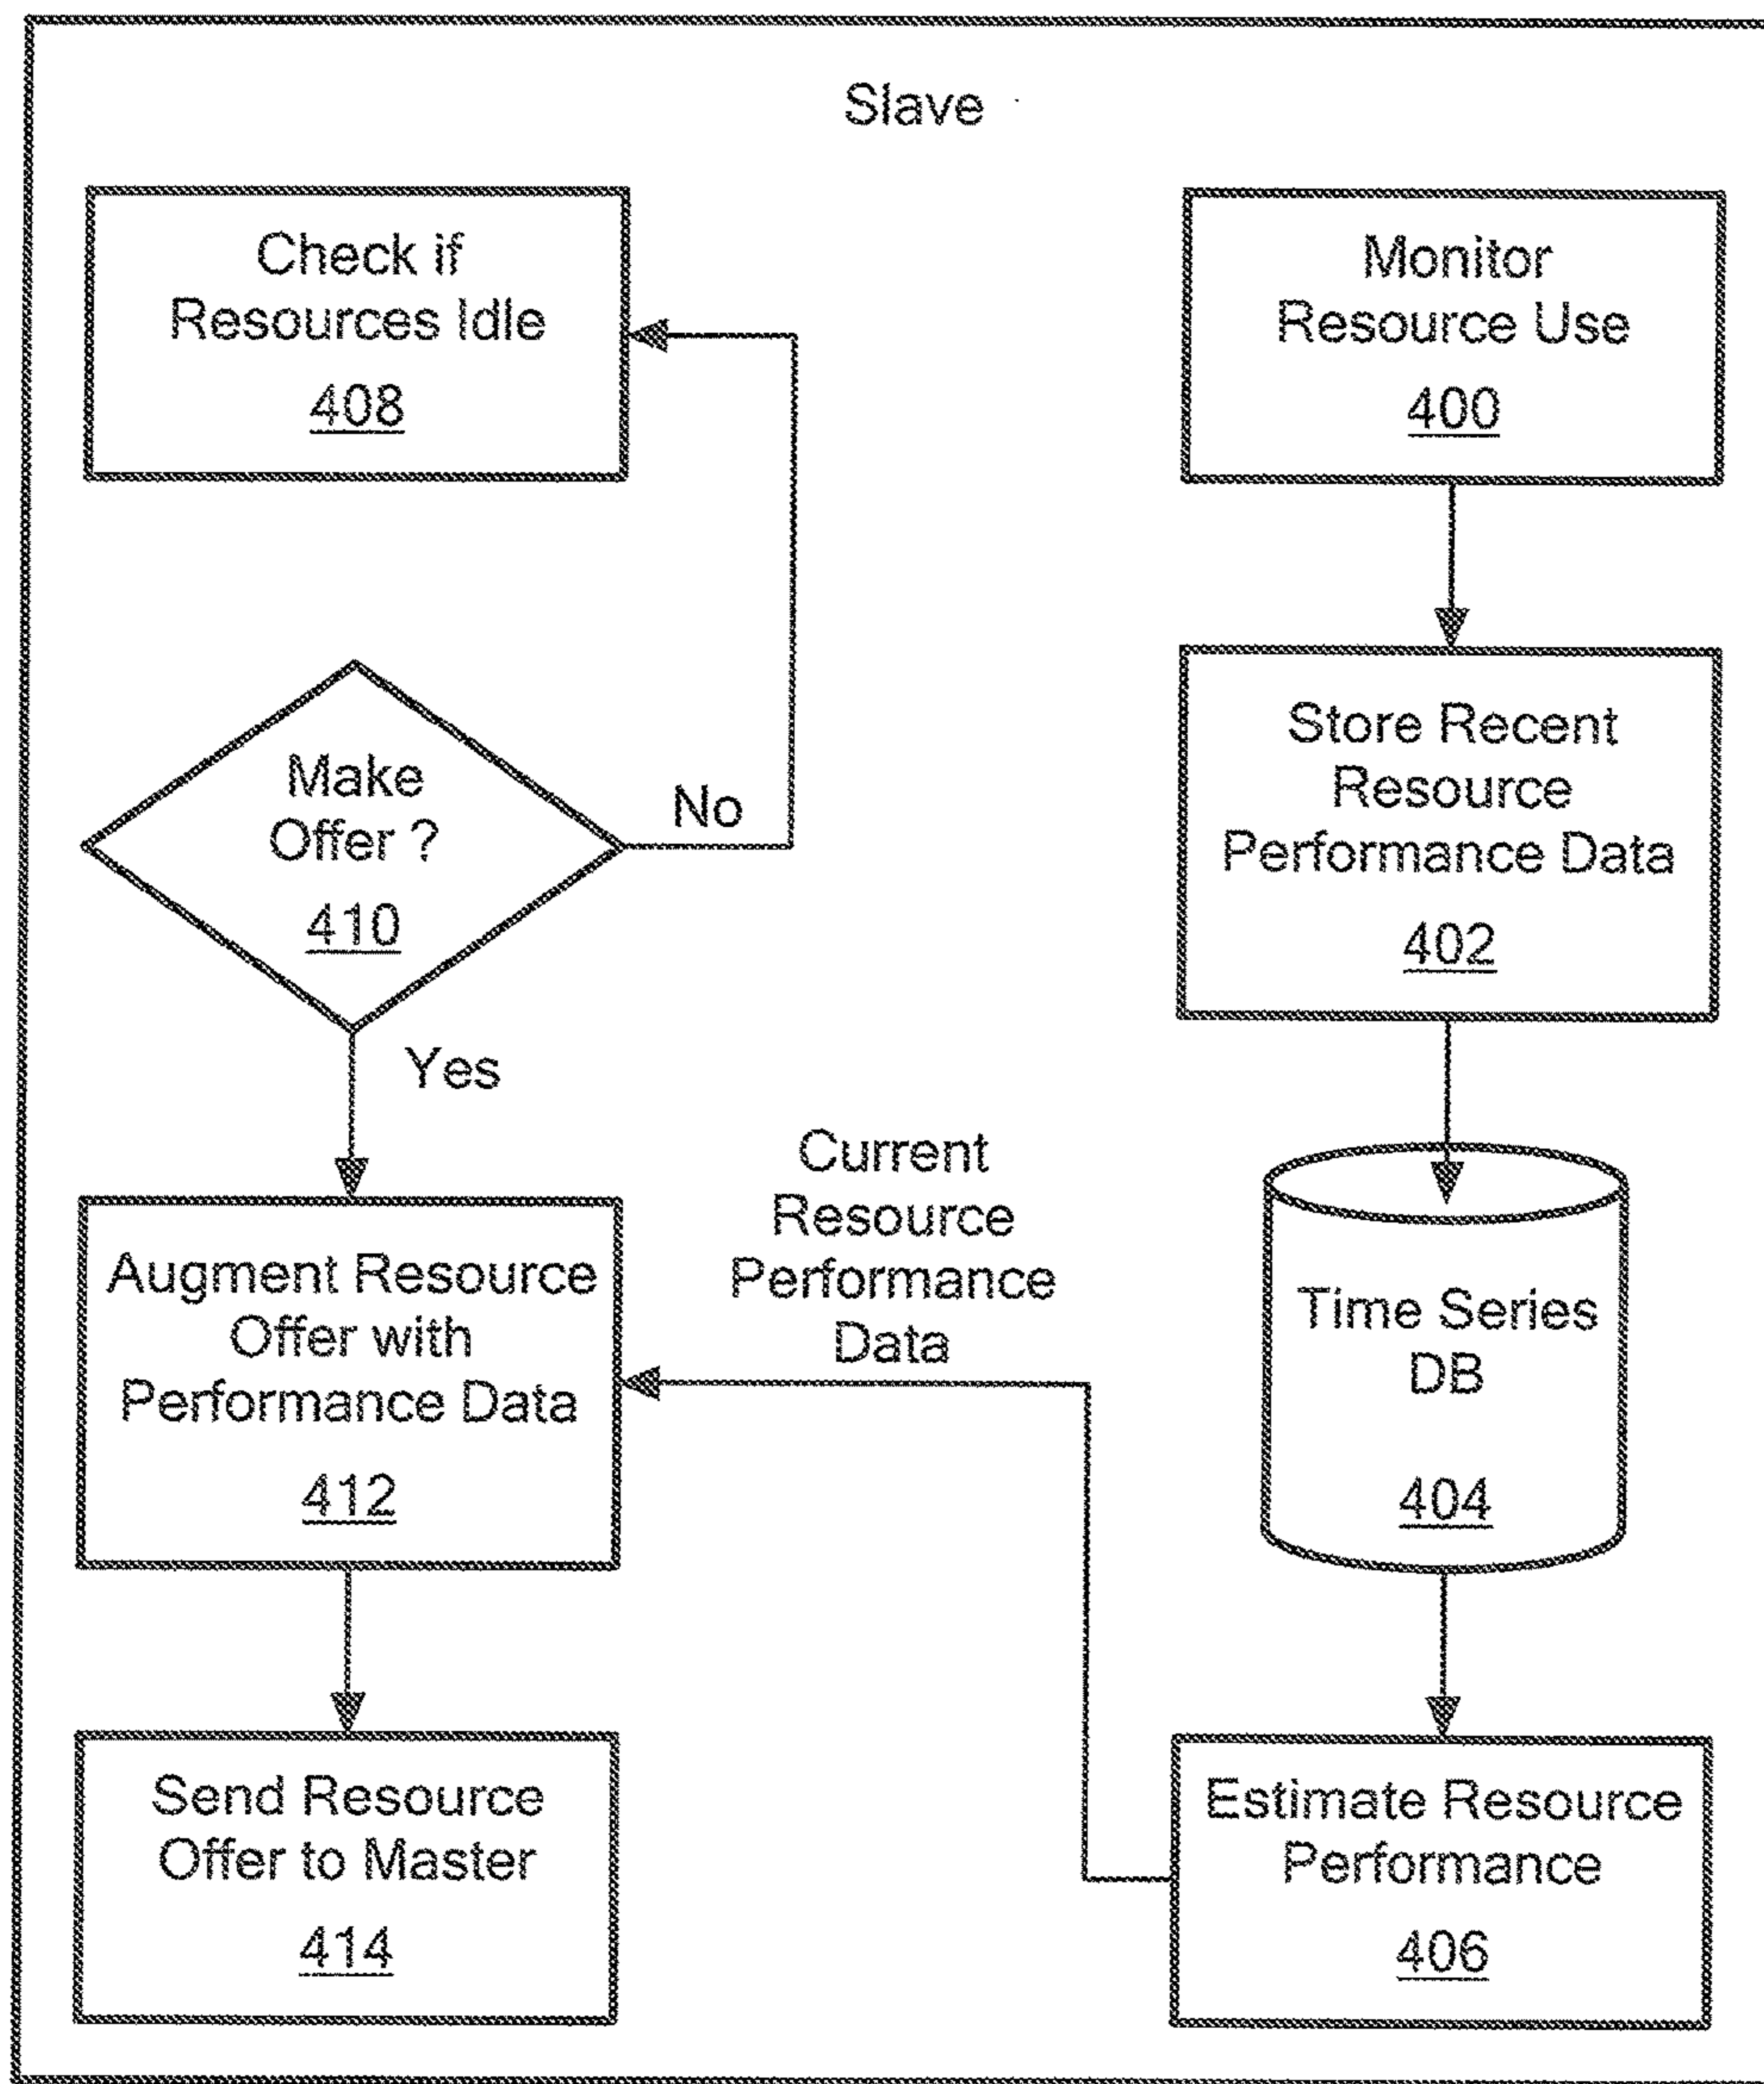 Slave
Check if
Resources Idle
408
Make
Offer ?
410
No
Yes
Augment Resource
Offer with
Performance Data
412
Send Resource
Offer to Master
414
Current
Resource
Performance
Data
Monitor
Resource Use
400
Store Recent
Resource
Performance Data
402
Time Series
DB
404
Estimate Resource
Performance
406